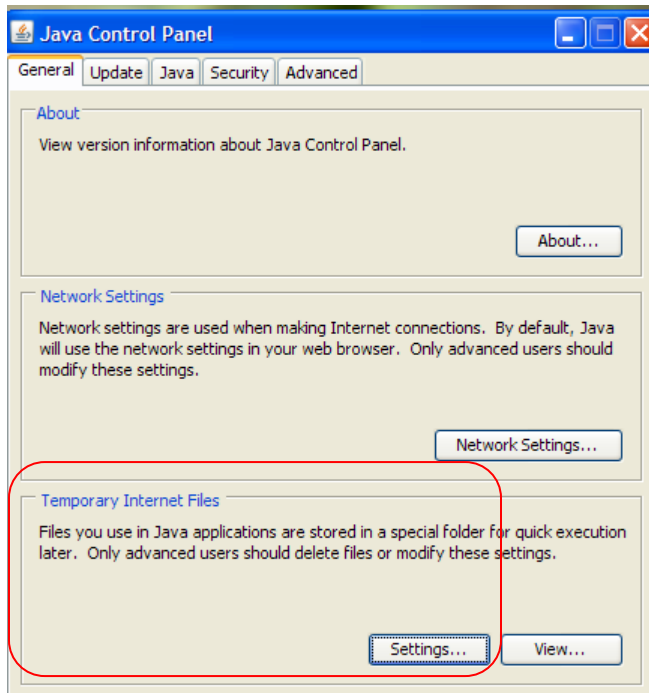 Java Control Panel
General Update Java Security Advanced
About
View version information about Java Control Panel.
About...
Network Settings
Network settings are used when making Internet connections. By default, Java
will use the network settings in your web browser. Only advanced users should
modify these settings.
Network Settings...
Temporary Internet Files
Files you use in Java applications are stored in a special folder for quick execution
later. Only advanced users should delete files or modify these settings.
Settings... View...